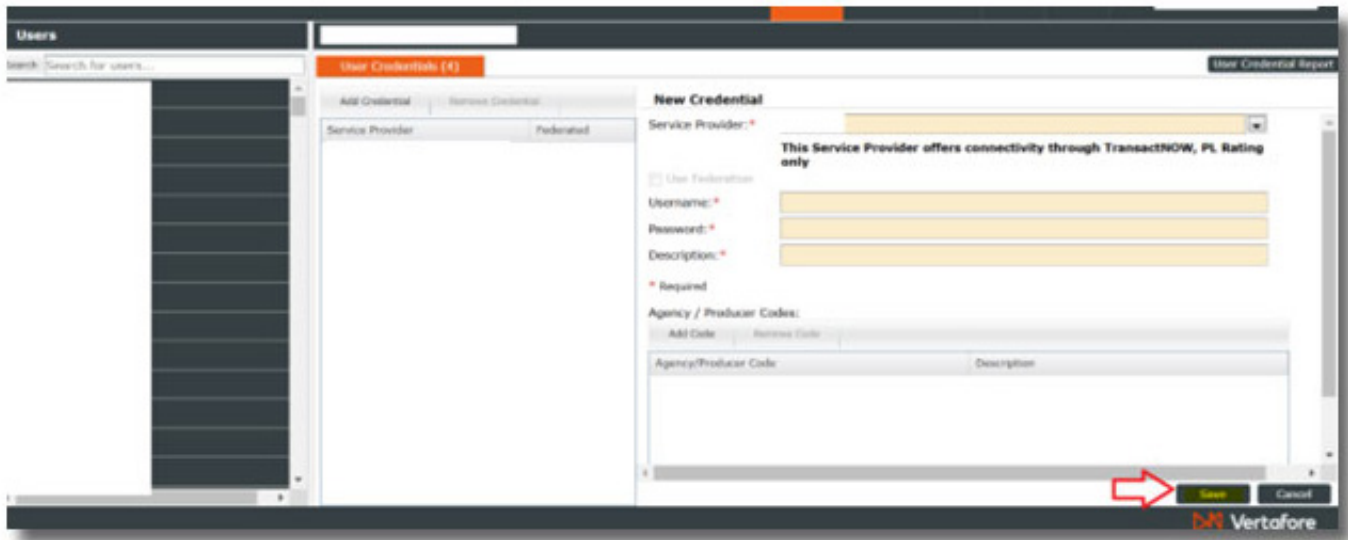 Users
Search Search for users...
User Credentials (4)
User Credential Report
Add Credential Remove Credential
Service Provider Federated
New Credential
Service Provider:*
This Service Provider offers connectivity through TransactNOW, PL Rating
only
Use Federation
Username:*
Password:*
Description:*
* Required
Agency / Producer Codes:
Add Code Remove Code
Agency/Producer Code Description
Save Cancel
Vertafore